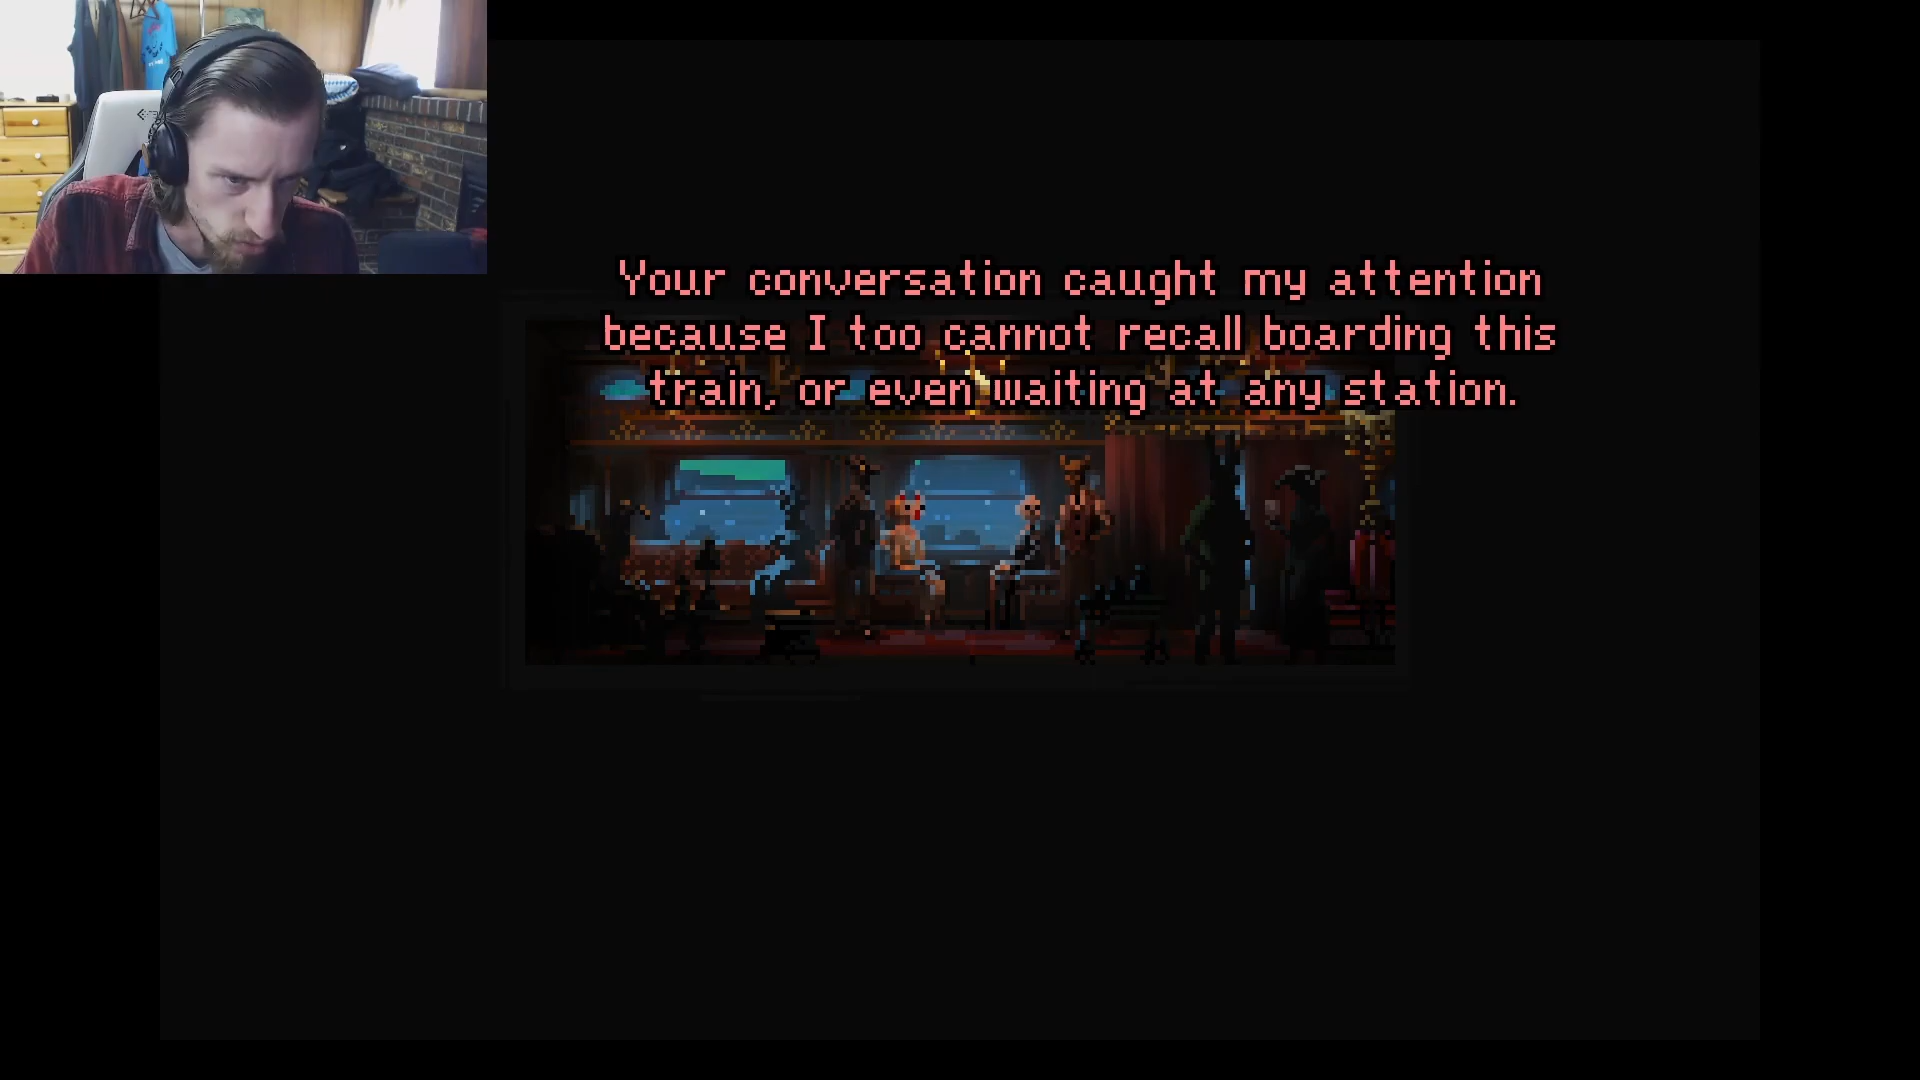 Your conversation caught my attention
because I too cannot recall boarding this
train, or even waiting at any station.